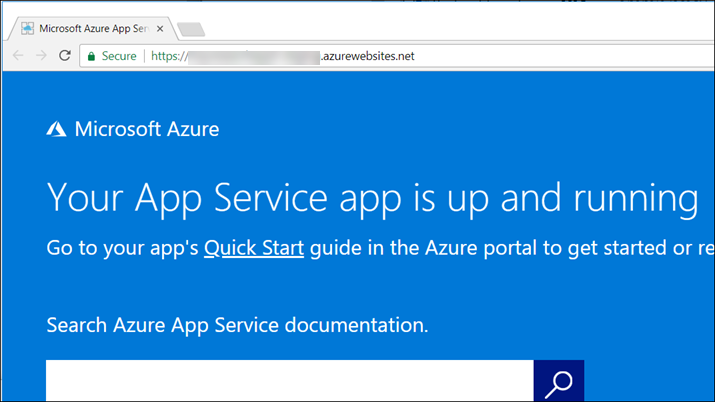 Microsoft Azure App Ser
Secure https:// .azurewebsites.net
Microsoft Azure
Your App Service app is up and running
Go to your app's Quick Start guide in the Azure portal to get started or re
Search Azure App Service documentation.